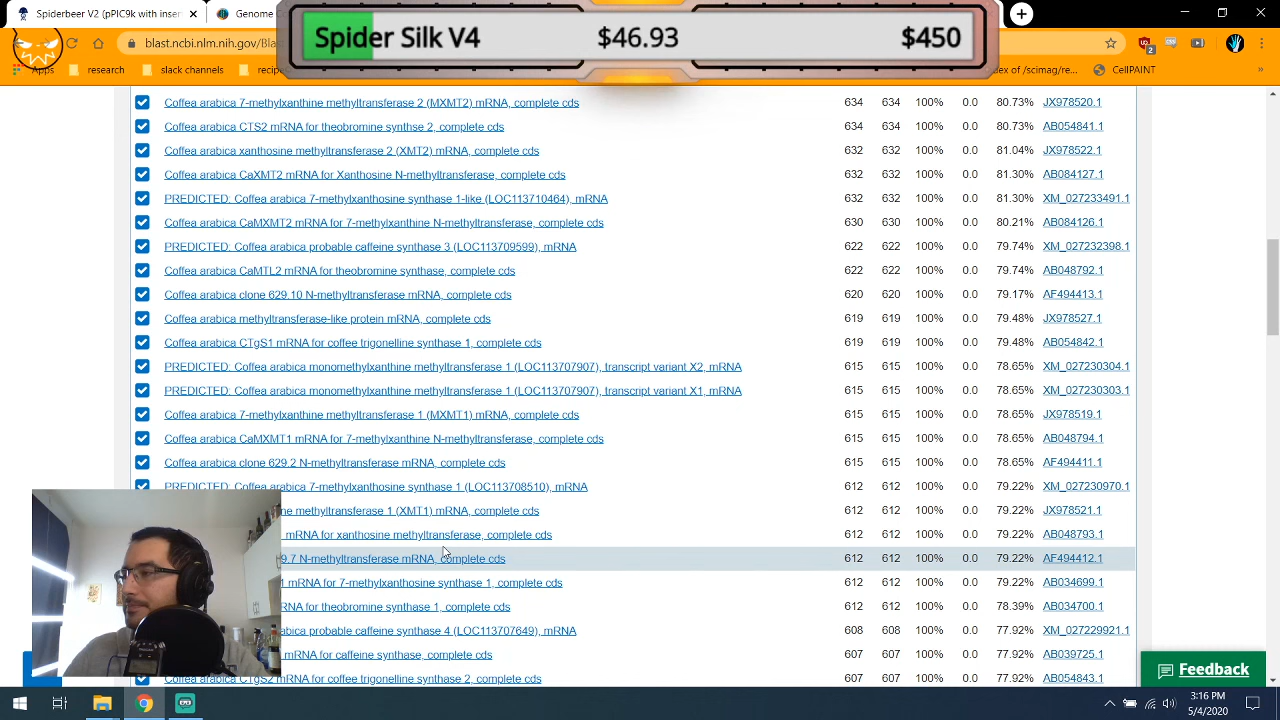 Spiderbeer V2 (pPIC9k with inser
Spider Silk V4 $46.93 $450
blast.ncbi.nlm.nih.gov/Bla
Apps research slack channels recip ndex of /scimag/re... CellPAINT »
Coffea arabica 7-methylxanthine methyltransferase 2 (MXMT2) mRNA, complete cds 634 634 100% 0.0 80.73% JX978520.1
Coffea arabica CTS2 mRNA for theobromine synthse 2, complete cds 634 634 100% 0.0 80.73% AB054841.1
Coffea arabica xanthosine methyltransferase 2 (XMT2) mRNA, complete cds 632 632 100% 0.0 81.04% JX978522.1
Coffea arabica CaXMT2 mRNA for Xanthosine N-methyltransferase, complete cds 632 632 100% 0.0 81.30% AB084127.1
PREDICTED: Coffea arabica 7-methylxanthosine synthase 1-like (LOC113710464), mRNA 632 632 100% 0.0 81.30% XM_027233491.1
Coffea arabica CaMXMT2 mRNA for 7-methylxanthine N-methyltransferase, complete cds 630 630 100% 0.0 80.21% AB084126.1
PREDICTED: Coffea arabica probable caffeine synthase 3 (LOC113709599), mRNA 622 622 100% 0.0 79.74% XM_027232398.1
Coffea arabica CaMTL2 mRNA for theobromine synthase, complete cds 622 622 100% 0.0 79.74% AB048792.1
Coffea arabica clone 629.10 N-methyltransferase mRNA, complete cds 620 620 100% 0.0 79.17% AF494413.1
Coffea arabica methyltransferase-like protein mRNA, complete cds 619 619 100% 0.0 79.48% JX978527.1
Coffea arabica CTgS1 mRNA for coffee trigonelline synthase 1, complete cds 619 619 100% 0.0 79.48% AB054842.1
PREDICTED: Coffea arabica monomethylxanthine methyltransferase 1 (LOC113707907), transcript variant X2, mRNA 615 615 100% 0.0 78.65% XM_027230304.1
PREDICTED: Coffea arabica monomethylxanthine methyltransferase 1 (LOC113707907), transcript variant X1, mRNA 615 615 100% 0.0 78.65% XM_027230303.1
Coffea arabica 7-methylxanthine methyltransferase 1 (MXMT1) mRNA, complete cds 615 615 100% 0.0 78.65% JX978519.1
Coffea arabica CaMXMT1 mRNA for 7-methylxanthine N-methyltransferase, complete cds 615 615 100% 0.0 78.65% AB048794.1
Coffea arabica clone 629.2 N-methyltransferase mRNA, complete cds 615 615 100% 0.0 78.65% AF494411.1
PREDICTED: Coffea arabica 7-methylxanthosine synthase 1 (LOC113708510), mRNA 612 612 100% 0.0 79.22% XM_027230970.1
ne methyltransferase 1 (XMT1) mRNA, complete cds 612 612 100% 0.0 79.22% JX978521.1
mRNA for xanthosine methyltransferase, complete cds 612 612 100% 0.0 79.22% AB048793.1
9.7 N-methyltransferase mRNA, complete cds 612 612 100% 0.0 79.22% AF494412.1
1 mRNA for 7-methylxanthosine synthase 1, complete cds 612 612 100% 0.0 79.22% AB034699.1
RNA for theobromine synthase 1, complete cds 612 612 100% 0.0 78.39% AB034700.1
abica probable caffeine synthase 4 (LOC113707649), mRNA 608 608 100% 0.0 77.92% XM_027229921.1
mRNA for caffeine synthase, complete cds 607 607 100% 0.0 77.92% AB039725.1
Coffea arabica CTgS2 mRNA for coffee trigonelline synthase 2, complete cds 607 607 100% 0.0 77.92% AB054843.1
Feedback
3:16 PM
5/4/2020